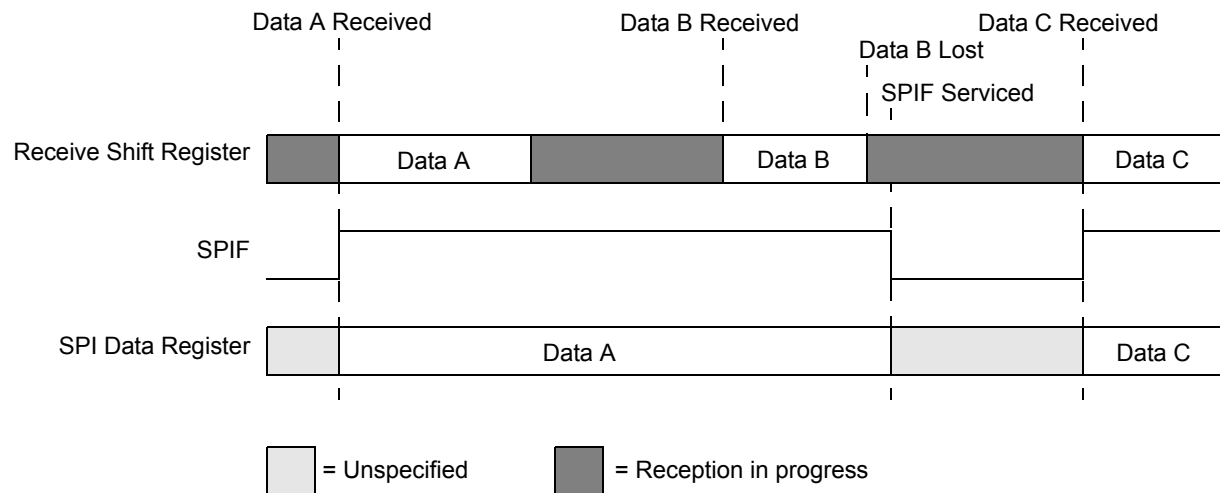 Data A Received
Data B Received
Data C Received
Data B Lost
SPIF Serviced
Receive Shift Register
Data A
Data B
Data C
SPIF
SPI Data Register
Data A
Data C
= Unspecified
= Reception in progress